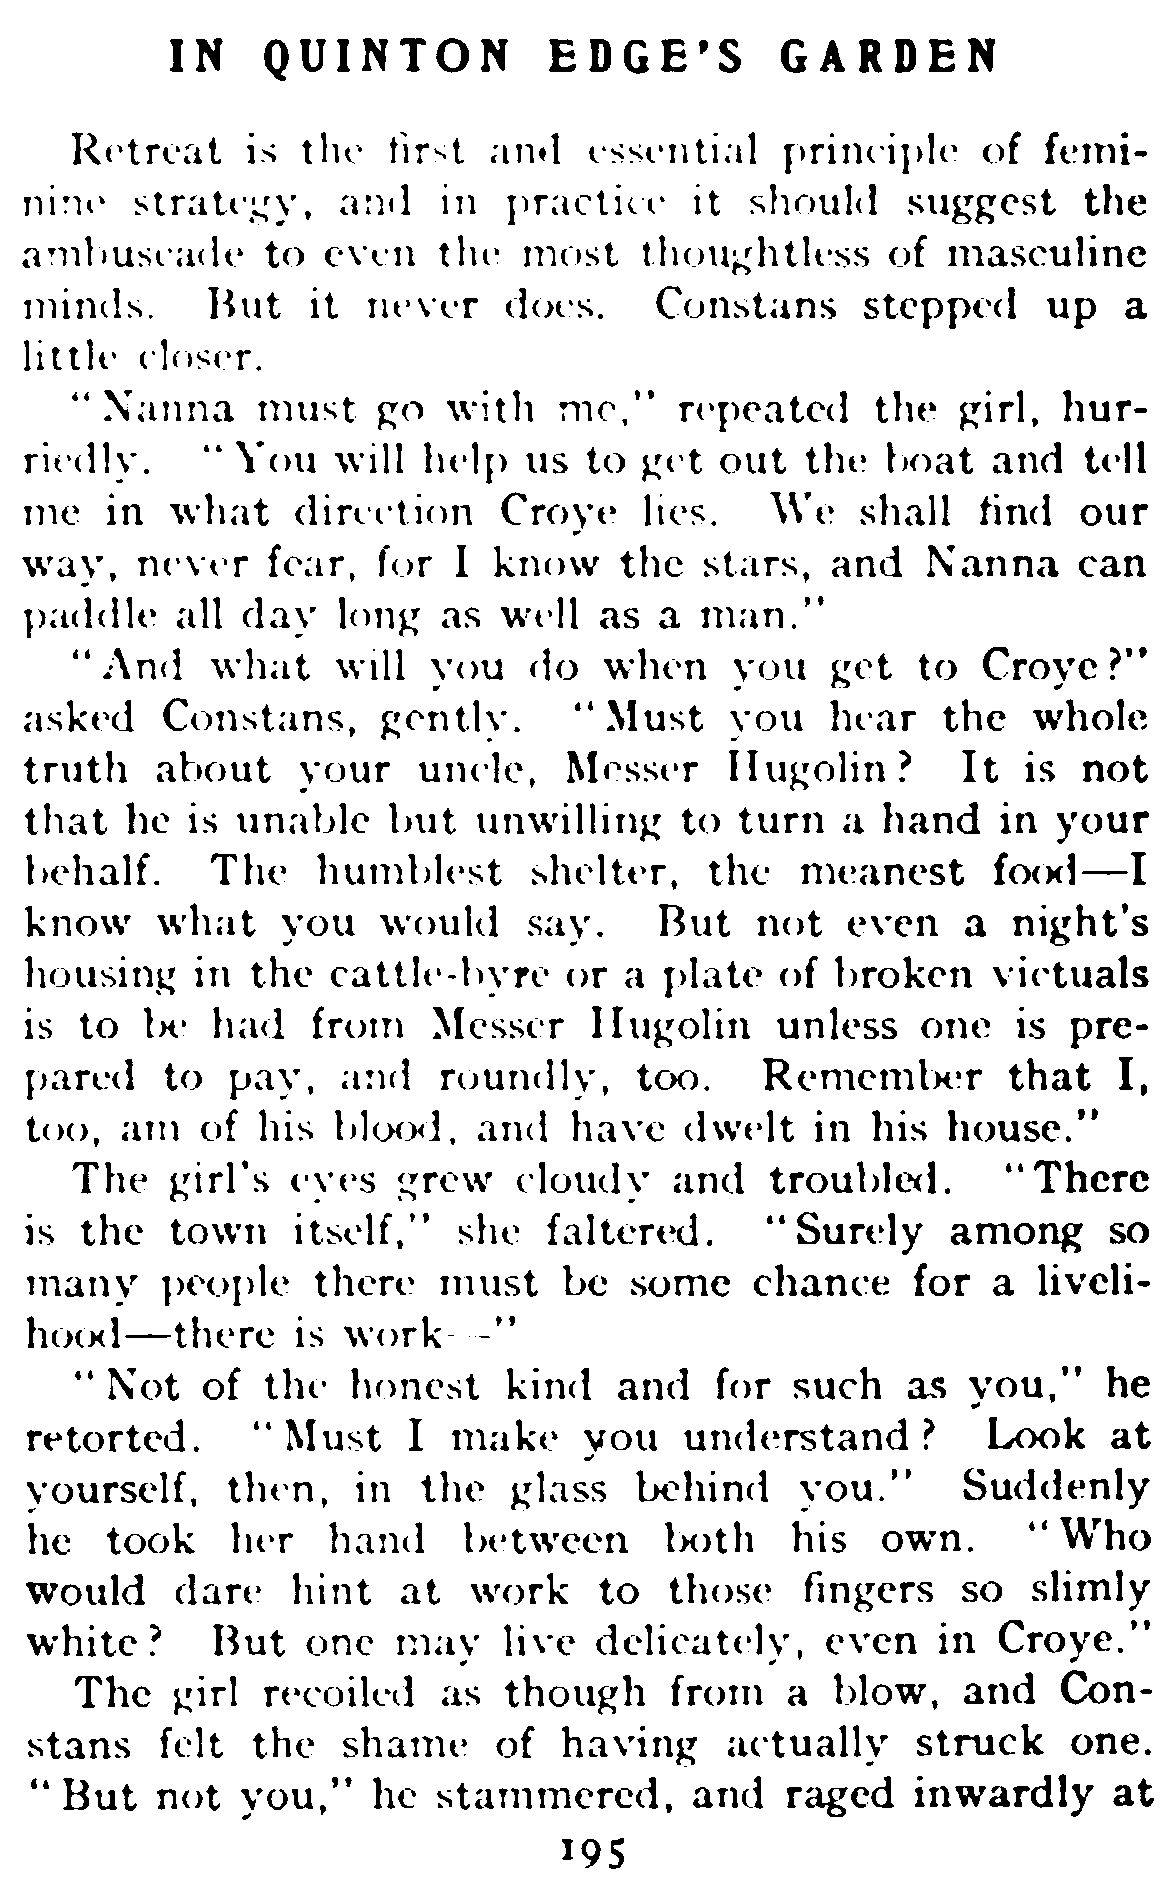 IN QUINTON EDGE'S GARDEN
Retreat is the first and essential principle of femi-
nine strategy, and in practice it should suggest the
ambuscade to even the most thoughtless of masculine
minds. But it never does. Constans stepped up a
little closer.
"Nanna must go with me," repeated the girl, hur-
riedly. "You will help us to get out the boat and tell
me in what direction Croye lies. We shall find our
way, never fear, for I know the stars, and Nanna can
paddle all day long as well as a man."
"And what will you do when you get to Croye?"
asked Constans, gently. "Must you hear the whole
truth about your uncle, Messer Hugolin? It is not
that he is unable but unwilling to turn a hand in your
behalf. The humblest shelter, the meanest food—I
know what you would say. But not even a night's
housing in the cattle-byre or a plate of broken victuals
is to be had from Messer Hugolin unless one is pre-
pared to pay, and roundly, too. Remember that I,
too, am of his blood, and have dwelt in his house."
The girl's eyes grew cloudy and troubled. "There
is the town itself," she faltered. "Surely among so
many people there must be some chance for a liveli-
hood—there is work—"
"Not of the honest kind and for such as you," he
retorted. "Must I make you understand? Look at
yourself, then, in the glass behind you." Suddenly
he took her hand between both his own. "Who
would dare hint at work to those fingers so slimly
white? But one may live delicately, even in Croye."
The girl recoiled as though from a blow, and Con-
stans felt the shame of having actually struck one.
"But not you," he stammered, and raged inwardly at
195